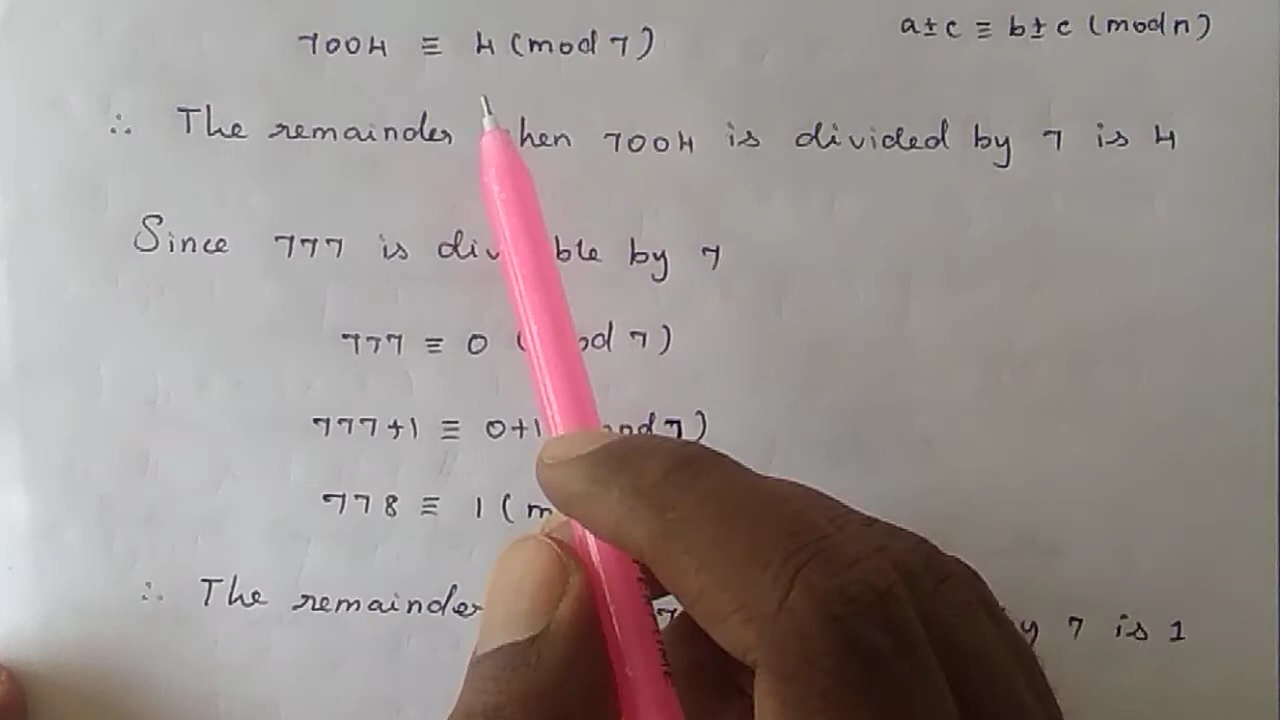 7004 ≡ 4 (mod 7)
a±c ≡ b±c (mod n)
∴ The remainder hen 7004 is divided by 7 is 4
Since 777 is div ble by 7
777 ≡ 0 ( od 7)
777+1 ≡ 0+1 od 7)
778 ≡ 1 ( m
∴ The remainder 7 y 7 is 1